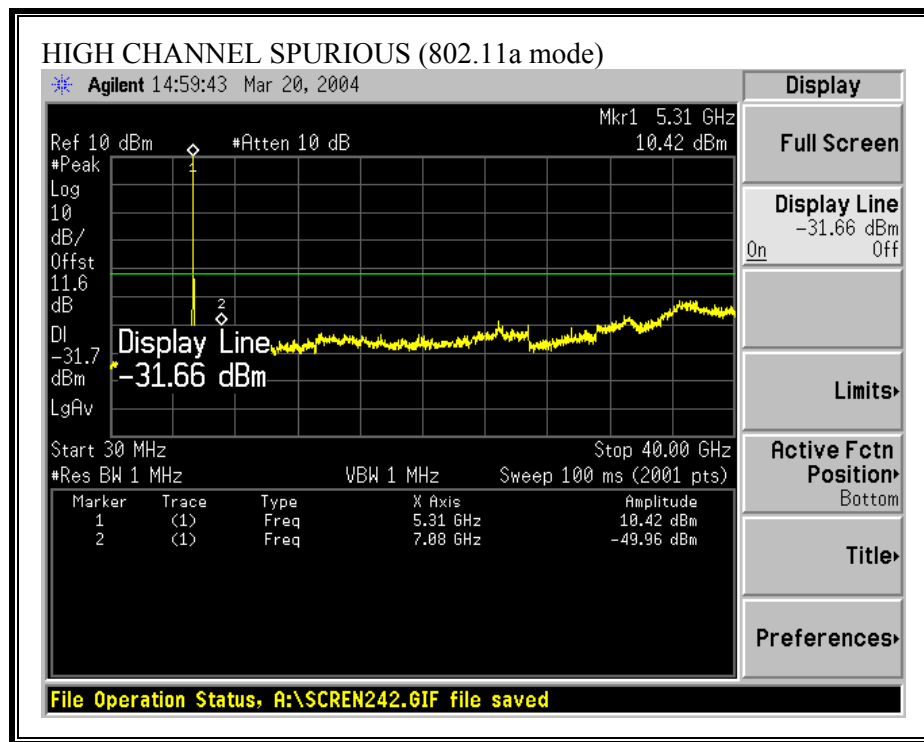 HIGH CHANNEL SPURIOUS (802.11a mode)
Agilent 14:59:43 Mar 20, 2004
Display
Mkr1 5.31 GHz
Ref 10 dBm #Atten 10 dB 10.42 dBm
Full Screen
#Peak
1
Log
10
dB/
Offst
11.6
dB
2
DI
-31.7
dBm
LgAv
Display Line
-31.66 dBm
Display Line
-31.66 dBm
On Off
Limits
Start 30 MHz Stop 40.00 GHz
#Res BW 1 MHz VBW 1 MHz Sweep 100 ms (2001 pts)
Active Fctn
Position
Bottom
Marker Trace Type X Axis Amplitude
1 (1) Freq 5.31 GHz 10.42 dBm
2 (1) Freq 7.08 GHz -49.96 dBm
Title
Preferences
File Operation Status, A:\SCREN242.GIF file saved